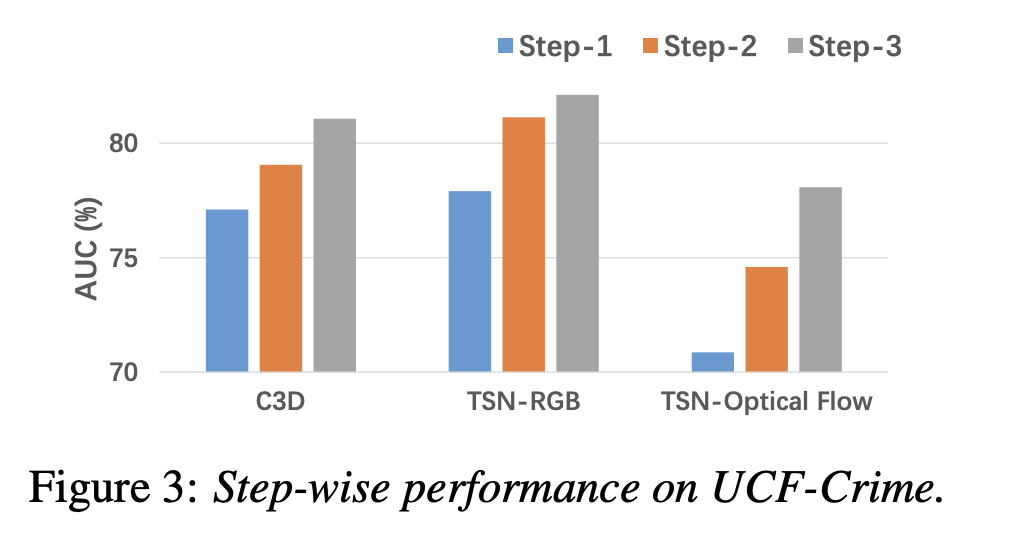 Step-1 Step-2 Step-3
80
75
70
AUC (%)
C3D TSN-RGB TSN-Optical Flow
Figure 3: Step-wise performance on UCF-Crime.